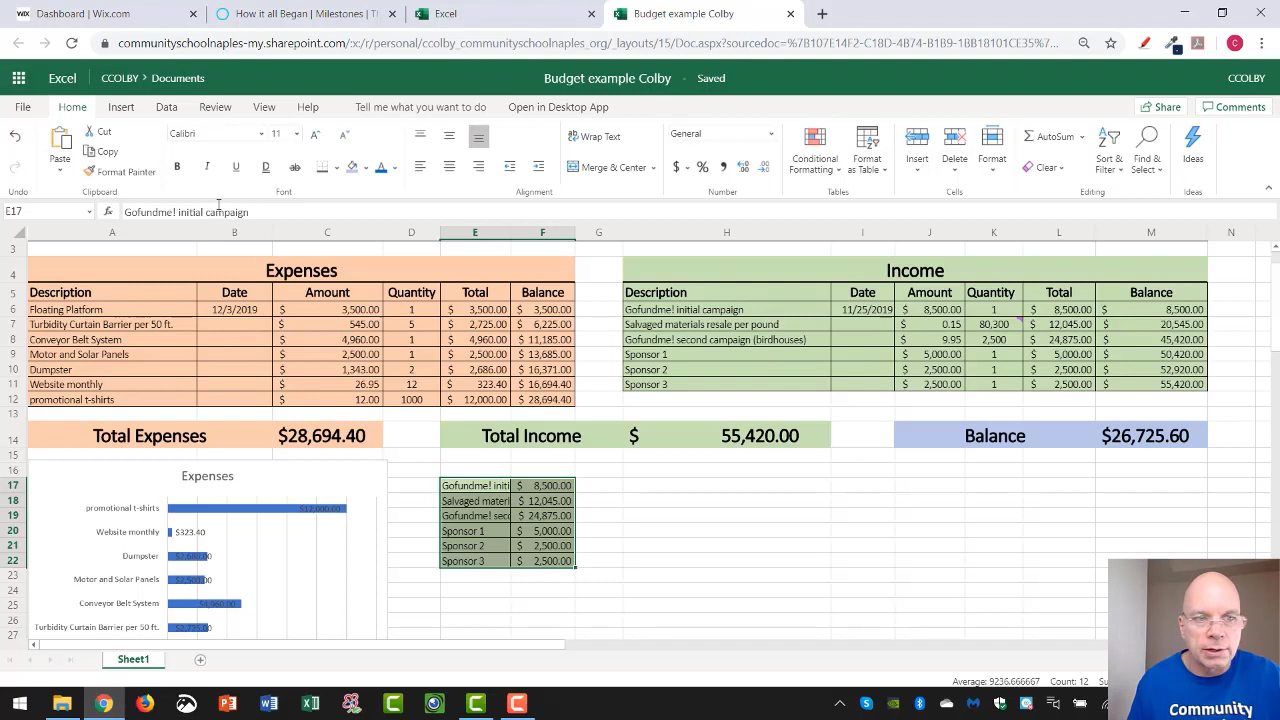 Dashboard | Wix.com
How it all Began | Milestones | Th
Excel
Budget example Colby
communityschoolnaples-my.sharepoint.com/:x:/r/personal/ccolby_communityschoolnaples_org/_layouts/15/Doc.aspx?sourcedoc=%7B107E14F2-C18D-4B74-B1B9-1BB18101CE35%7...
Excel CCOLBY > Documents Budget example Colby - Saved CCOLBY
File Home Insert Data Review View Help Tell me what you want to do Open in Desktop App Share Comments
Paste Cut Copy Format Painter
Calibri 11
Wrap Text Merge & Center
General
Conditional Formatting Format as Table
Insert Delete Format
AutoSum Clear Sort & Filter Find & Select
Ideas
Undo Clipboard Font Alignment Number Tables Cells Editing Ideas
E17 fx Gofundme! initial campaign
A B C D E F G H I J K L M N
3
4 Expenses Income
5 Description Date Amount Quantity Total Balance Description Date Amount Quantity Total Balance
6 Floating Platform 12/3/2019 $ 3,500.00 1 $ 3,500.00 $ 3,500.00 Gofundme! initial campaign 11/25/2019 $ 8,500.00 1 $ 8,500.00 $ 8,500.00
7 Turbidity Curtain Barrier per 50 ft. $ 545.00 5 $ 2,725.00 $ 6,225.00 Salvaged materials resale per pound $ 0.15 80,300 $ 12,045.00 $ 20,545.00
8 Conveyor Belt System $ 4,960.00 1 $ 4,960.00 $ 11,185.00 Gofundme! second campaign (birdhouses) $ 9.95 2,500 $ 24,875.00 $ 45,420.00
9 Motor and Solar Panels $ 2,500.00 1 $ 2,500.00 $ 13,685.00 Sponsor 1 $ 5,000.00 1 $ 5,000.00 $ 50,420.00
10 Dumpster $ 1,343.00 2 $ 2,686.00 $ 16,371.00 Sponsor 2 $ 2,500.00 1 $ 2,500.00 $ 52,920.00
11 Website monthly $ 26.95 12 $ 323.40 $ 16,694.40 Sponsor 3 $ 2,500.00 1 $ 2,500.00 $ 55,420.00
12 promotional t-shirts $ 12.00 1000 $ 12,000.00 $ 28,694.40
13
14 Total Expenses $28,694.40 Total Income $ 55,420.00 Balance $26,725.60
15
16 Expenses
17 Gofundme! initi $ 8,500.00
18 promotional t-shirts $12,000.00 Salvaged materi $ 12,045.00
19 Gofundme! seco $ 24,875.00
20 Website monthly $323.40 Sponsor 1 $ 5,000.00
21 Sponsor 2 $ 2,500.00
22 Dumpster $2,686.00 Sponsor 3 $ 2,500.00
23 Motor and Solar Panels $2,500.00
24
25 Conveyor Belt System $4,960.00
26
27 Turbidity Curtain Barrier per 50 ft. $2,725.00
Sheet1
Average: 9236.666667 Count: 12
Community